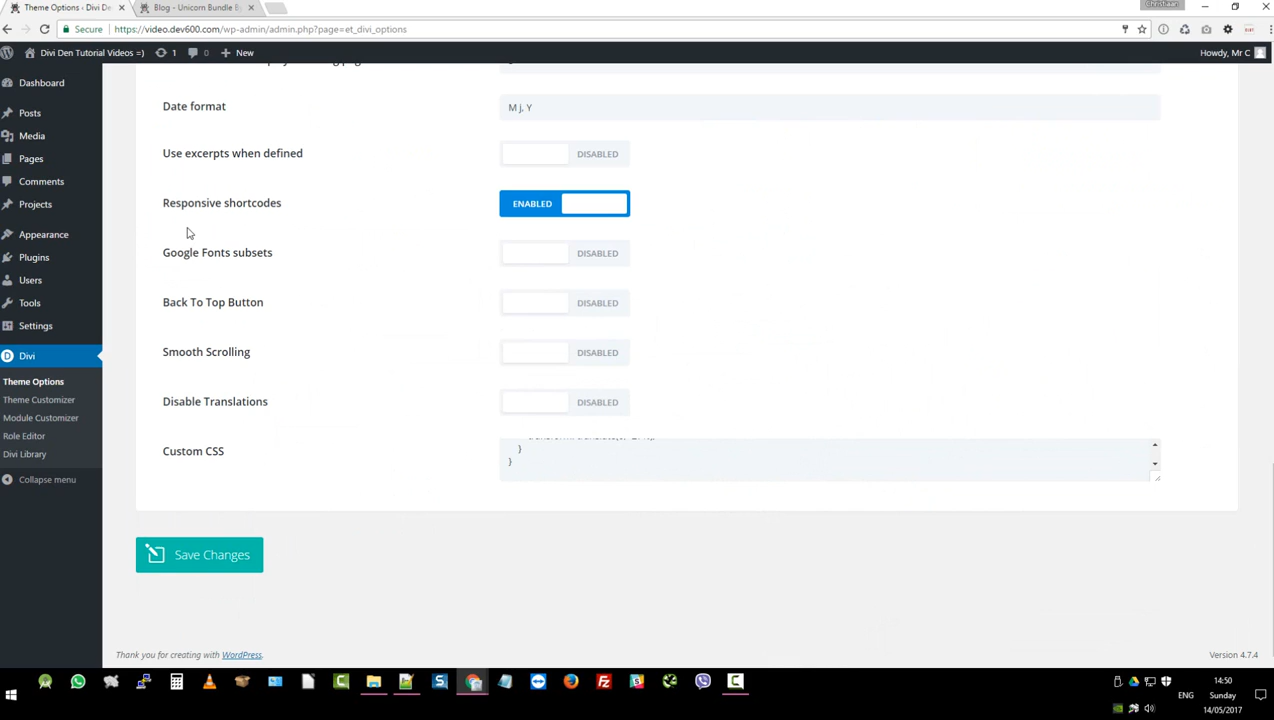 Christiaan
Theme Options ‹ Divi De
Blog - Unicorn Bundle B
Secure
https://video.dev600.com/wp-admin/admin.php?page=et_divi_options
Divi Den Tutorial Videos =)
1
0
New
Howdy, Mr C
Dashboard
Posts
Media
Pages
Comments
Projects
Appearance
Plugins
Users
Tools
Settings
Divi
Theme Options
Theme Customizer
Module Customizer
Role Editor
Divi Library
Collapse menu
Date format
M j, Y
Use excerpts when defined
DISABLED
Responsive shortcodes
ENABLED
Google Fonts subsets
DISABLED
Back To Top Button
DISABLED
Smooth Scrolling
DISABLED
Disable Translations
DISABLED
Custom CSS
}
}
Save Changes
Thank you for creating with WordPress.
Version 4.7.4
14:50
ENG
Sunday
14/05/2017